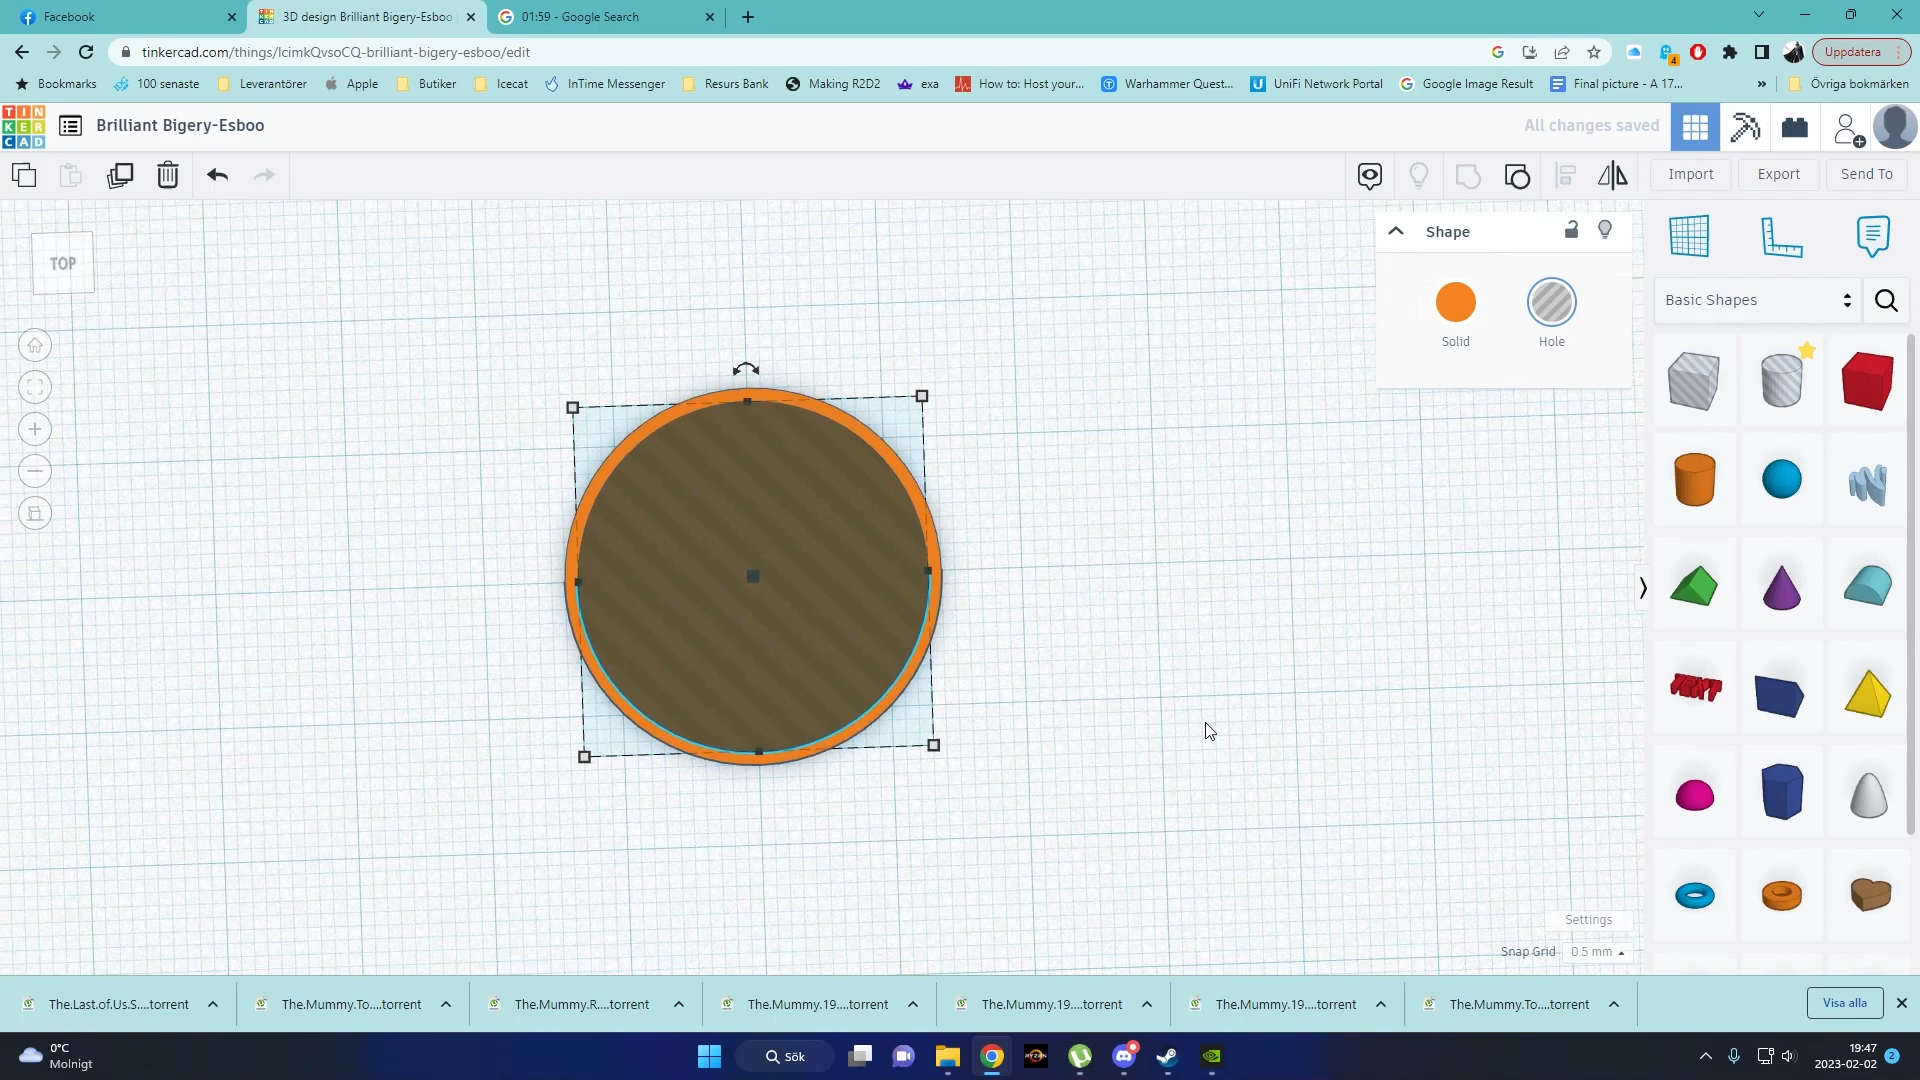 Facebook
3D design Brilliant Bigery-Esboo
01:59 - Google Search
tinkercad.com/things/lcimkQvsoCQ-brilliant-bigery-esboo/edit
4
Uppdatera
Bookmarks
100 senaste
Leverantörer
Apple
Butiker
Icecat
InTime Messenger
Resurs Bank
Making R2D2
exa
How to: Host your...
Warhammer Quest...
UniFi Network Portal
Google Image Result
Final picture - A 17...
»
Övriga bokmärken
TIN
KER
CAD
Brilliant Bigery-Esboo
All changes saved
Import
Export
Send To
TOP
Shape
Solid
Hole
Basic Shapes
TEXT
Settings
Snap Grid 0.5 mm
The.Last.of.Us.S....torrent
The.Mummy.To....torrent
The.Mummy.R....torrent
The.Mummy.19....torrent
The.Mummy.19....torrent
The.Mummy.19....torrent
The.Mummy.To....torrent
Visa alla
0°C
Molnigt
Sök
RYZEN
19:47
2023-02-02
2